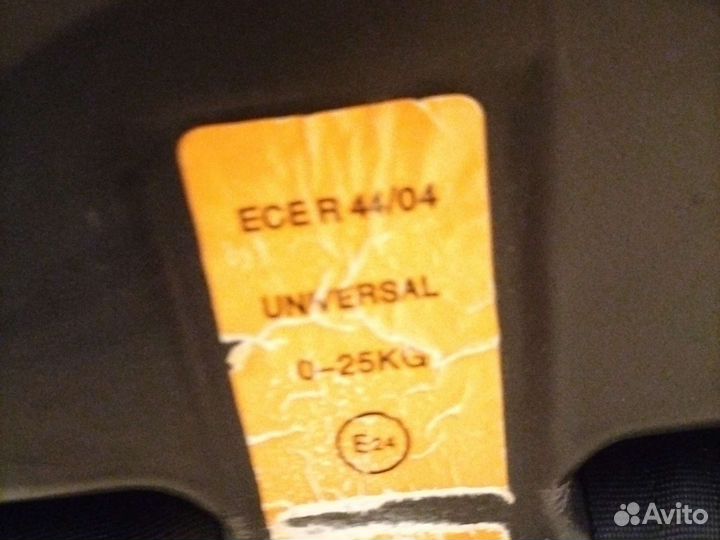 ECE R 44/04
UNIVERSAL
0-25KG
E24
Avito